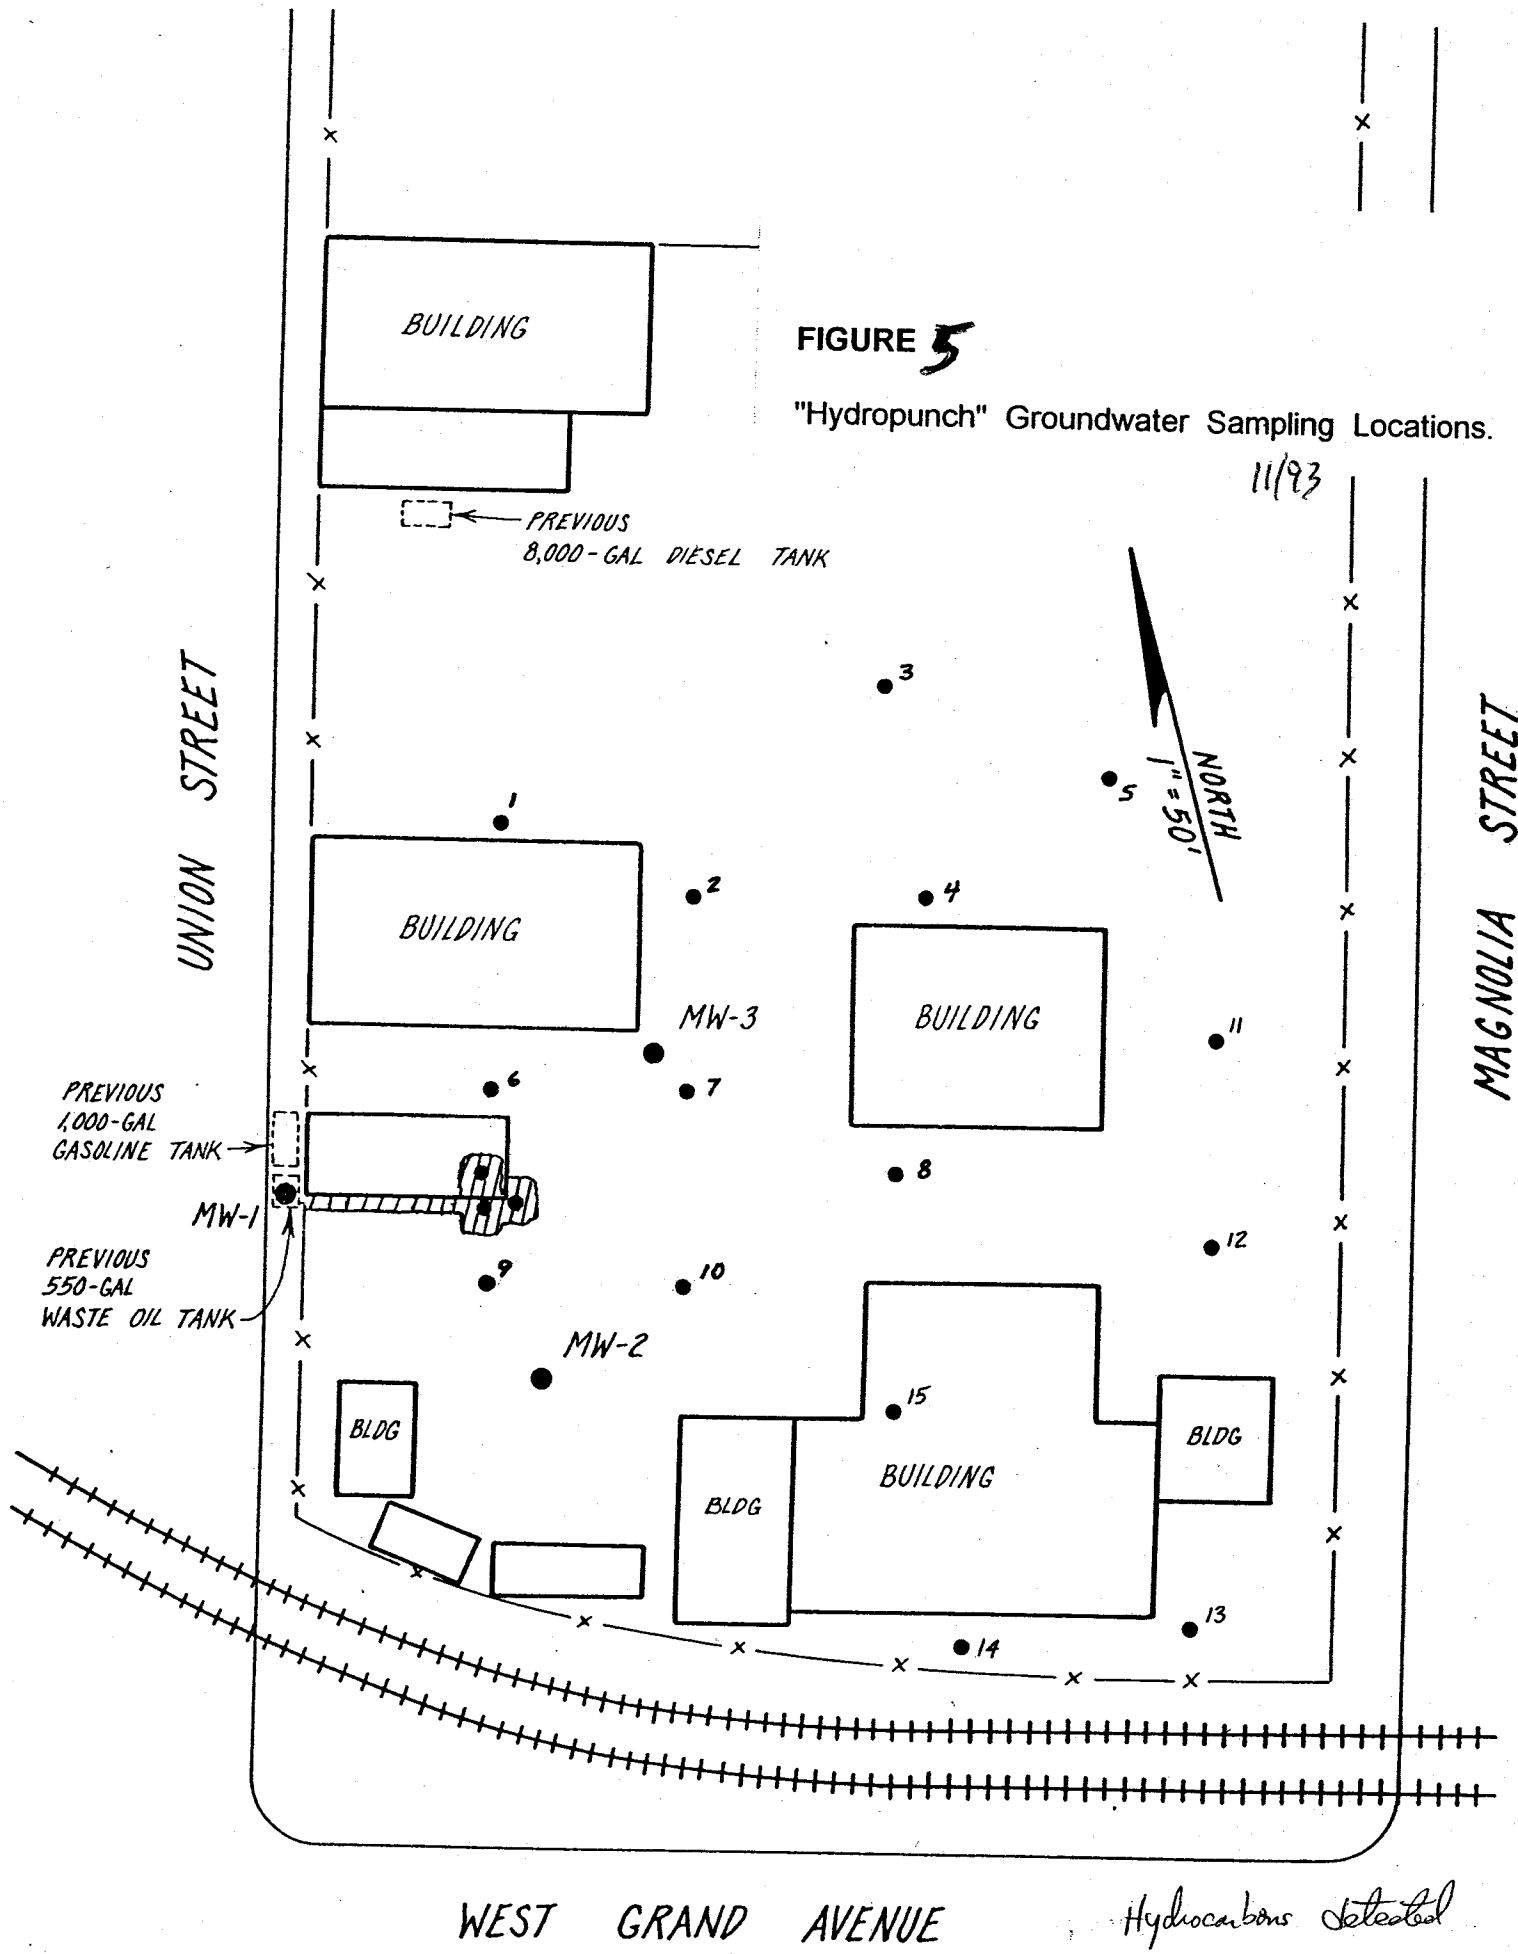 BUILDING
FIGURE 5
"Hydropunch" Groundwater Sampling Locations.
11/93
PREVIOUS
8,000-GAL DIESEL TANK
UNION STREET
3
5
NORTH
1" = 50'
MAGNOLIA STREET
1
2
4
BUILDING
MW-3
BUILDING
11
6
7
PREVIOUS
1,000-GAL
GASOLINE TANK
8
MW-1
12
PREVIOUS
550-GAL
WASTE OIL TANK
9
10
MW-2
15
BLDG
BLDG
BUILDING
BLDG
13
14
WEST GRAND AVENUE
Hydrocarbons detected